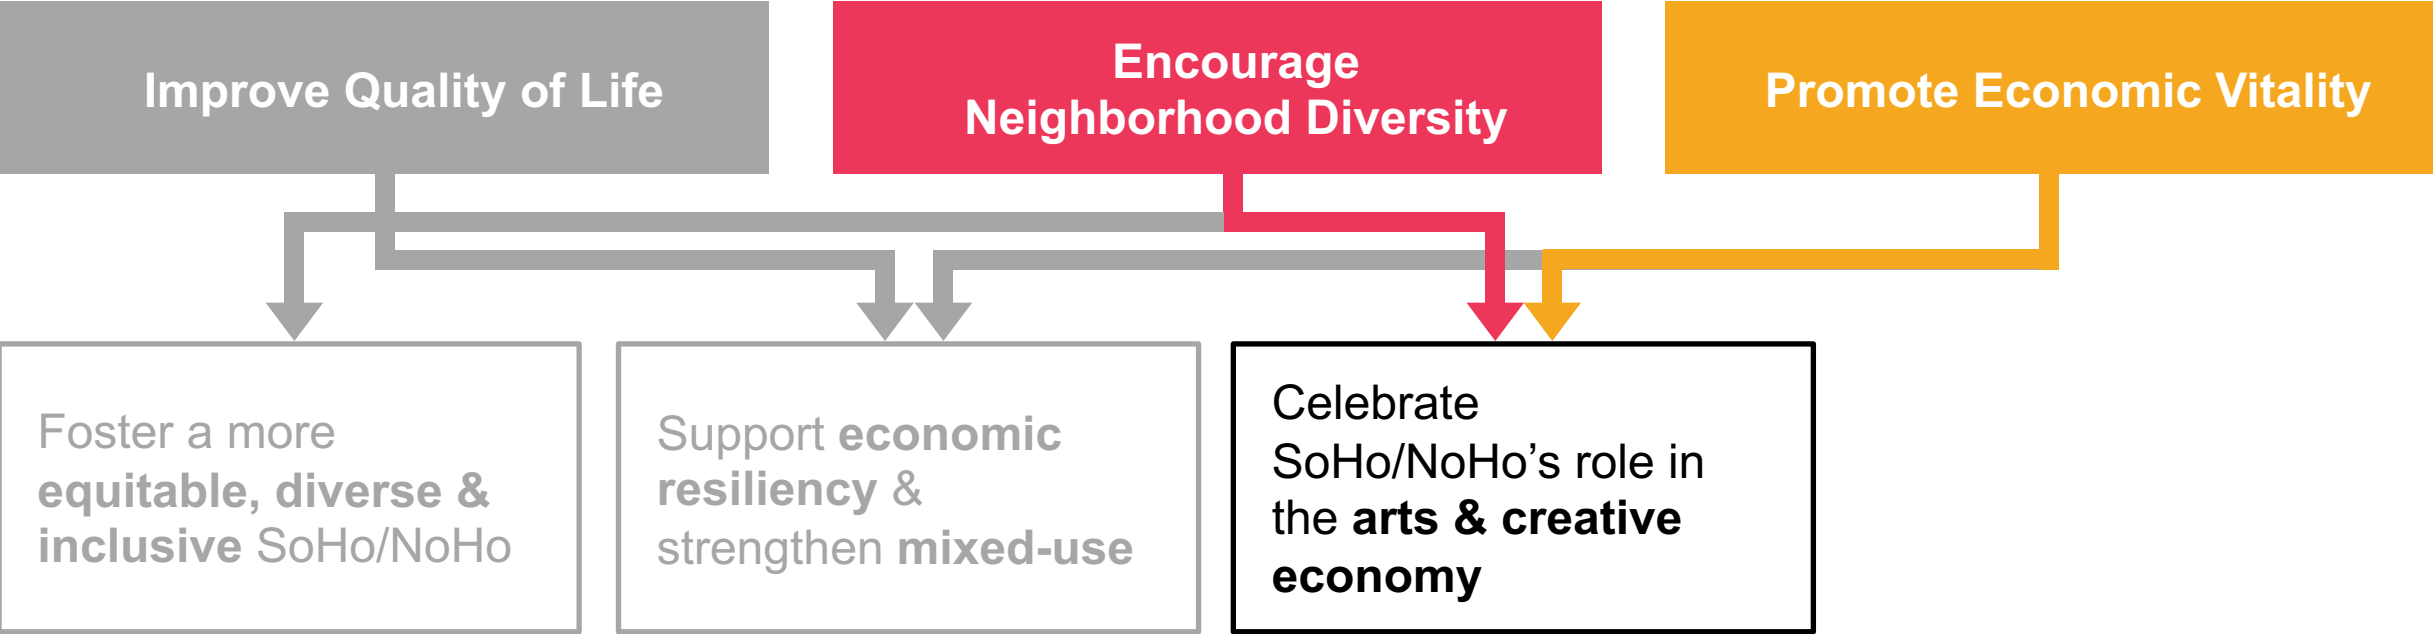 Improve Quality of Life
Encourage
Neighborhood Diversity
Promote Economic Vitality
Foster a more
equitable, diverse &
inclusive SoHo/NoHo
Support economic
resiliency &
strengthen mixed-use
Celebrate
SoHo/NoHo’s role in
the arts & creative
economy